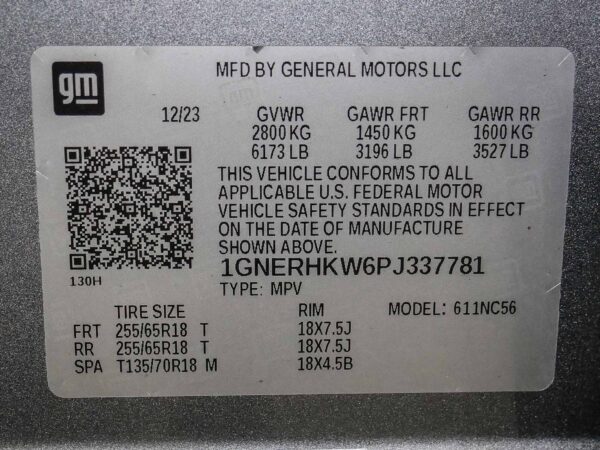 gm
MFD BY GENERAL MOTORS LLC
12/23 GVWR GAWR FRT GAWR RR
2800 KG 1450 KG 1600 KG
6173 LB 3196 LB 3527 LB
THIS VEHICLE CONFORMS TO ALL
APPLICABLE U.S. FEDERAL MOTOR
VEHICLE SAFETY STANDARDS IN EFFECT
ON THE DATE OF MANUFACTURE
SHOWN ABOVE.
1GNERHKW6PJ337781
130H
TYPE: MPV
TIRE SIZE RIM MODEL: 611NC56
FRT 255/65R18 T 18X7.5J
RR 255/65R18 T 18X7.5J
SPA T135/70R18 M 18X4.5B